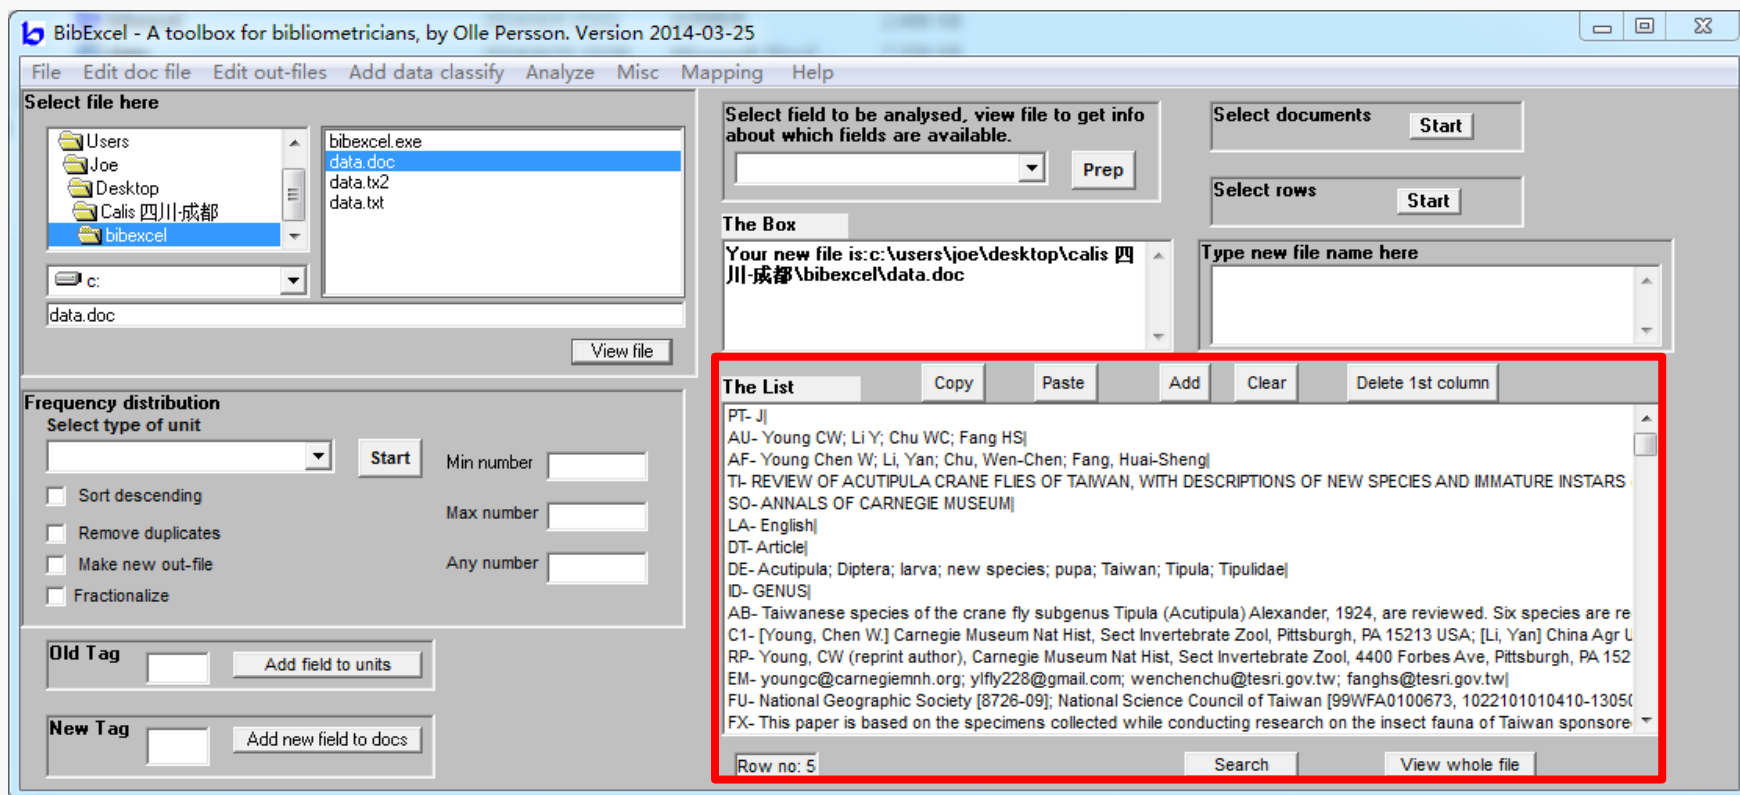 BibExcel - A toolbox for bibliometricians, by Olle Persson. Version 2014-03-25
File Edit doc file Edit out-files Add data classify Analyze Misc Mapping Help
Select file here
Users
Joe
Desktop
Calis 四川-成都
bibexcel
c:
bibexcel.exe
data.doc
data.tx2
data.txt
data.doc
View file
Frequency distribution
Select type of unit
Start
Sort descending
Remove duplicates
Make new out-file
Fractionalize
Min number
Max number
Any number
Old Tag
Add field to units
New Tag
Add new field to docs
Select field to be analysed, view file to get info
about which fields are available.
Prep
Select documents
Start
Select rows
Start
The Box
Your new file is:c:\users\joe\desktop\calis 四
川-成都\bibexcel\data.doc
Type new file name here
The List
Copy
Paste
Add
Clear
Delete 1st column
PT- J|
AU- Young CW; Li Y; Chu WC; Fang HS|
AF- Young Chen W; Li, Yan; Chu, Wen-Chen; Fang, Huai-Sheng|
TI- REVIEW OF ACUTIPULA CRANE FLIES OF TAIWAN, WITH DESCRIPTIONS OF NEW SPECIES AND IMMATURE INSTARS
SO- ANNALS OF CARNEGIE MUSEUM|
LA- English|
DT- Article|
DE- Acutipula; Diptera; larva; new species; pupa; Taiwan; Tipula; Tipulidae|
ID- GENUS|
AB- Taiwanese species of the crane fly subgenus Tipula (Acutipula) Alexander, 1924, are reviewed. Six species are re
C1- [Young, Chen W.] Carnegie Museum Nat Hist, Sect Invertebrate Zool, Pittsburgh, PA 15213 USA; [Li, Yan] China Agr U
RP- Young, CW (reprint author), Carnegie Museum Nat Hist, Sect Invertebrate Zool, 4400 Forbes Ave, Pittsburgh, PA 152
EM- youngc@carnegiemnh.org; ylfly228@gmail.com; wenchenchu@tesri.gov.tw; fanghs@tesri.gov.tw|
FU- National Geographic Society [8726-09]; National Science Council of Taiwan [99WFA0100673, 1022101010410-1305
FX- This paper is based on the specimens collected while conducting research on the insect fauna of Taiwan sponsore
Row no: 5
Search
View whole file